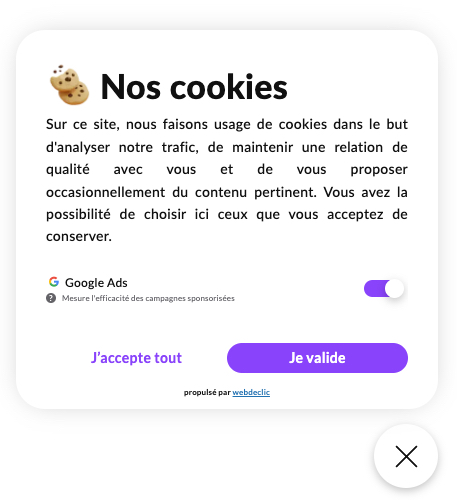 Nos cookies
Sur ce site, nous faisons usage de cookies dans le but
d'analyser notre trafic, de maintenir une relation de
qualité avec vous et de vous proposer
occasionnellement du contenu pertinent. Vous avez la
possibilité de choisir ici ceux que vous acceptez de
conserver.
Google Ads
? Mesure l'efficacité des campagnes sponsorisées
J'accepte tout
Je valide
propulsé par webdeclic